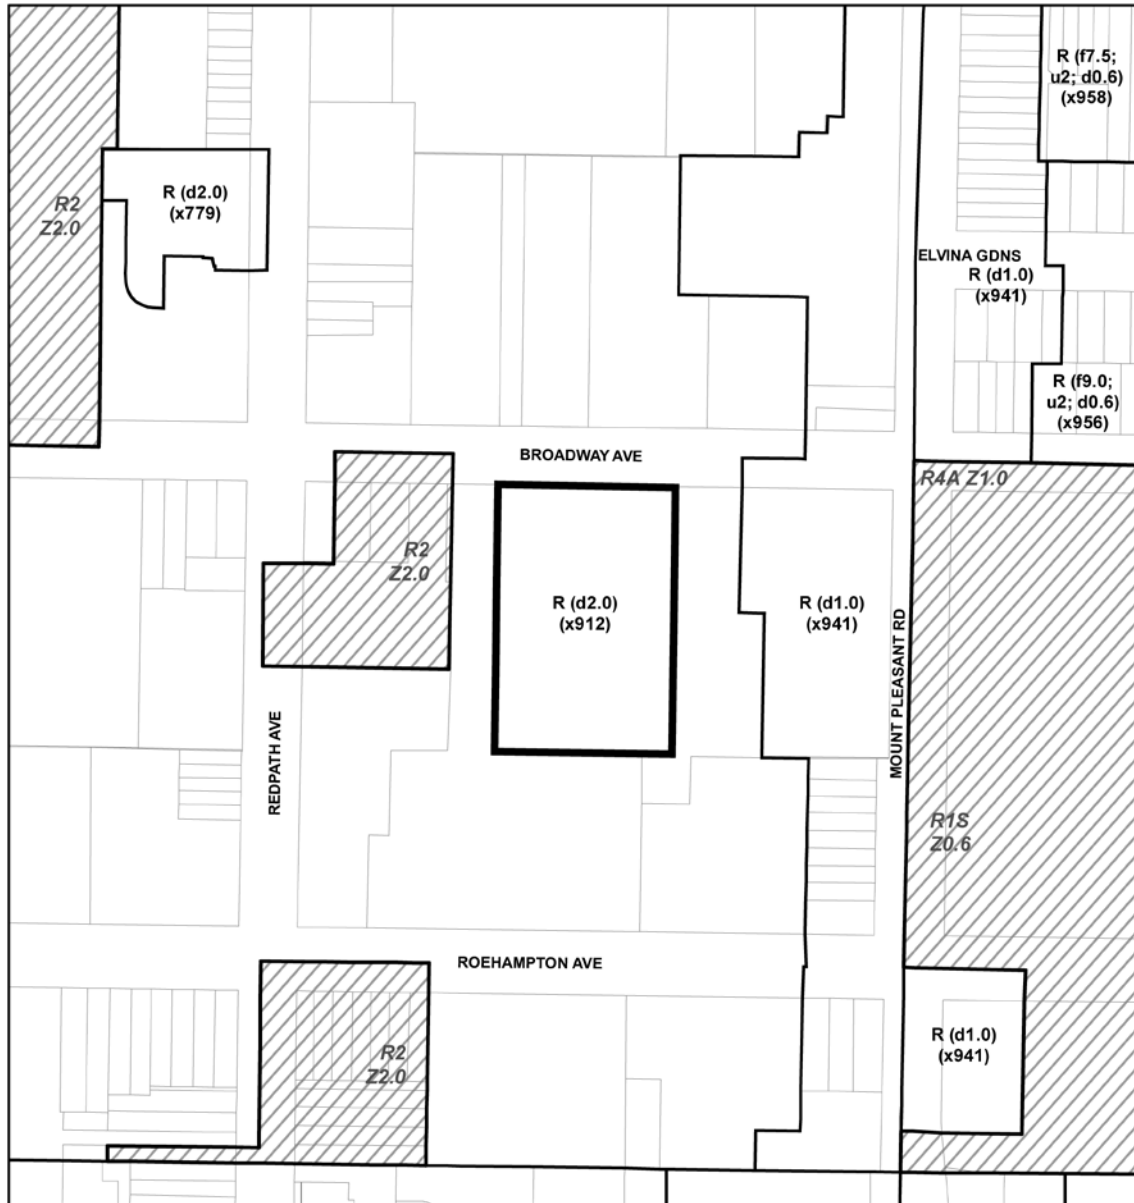 R (f7.5;
u2; d0.6)
(x958)
R (d2.0)
(x779)
R2
Z2.0
ELVINA GDNS
R (d1.0)
(x941)
R (f9.0;
u2; d0.6)
(x956)
BROADWAY AVE
R4A Z1.0
R2
Z2.0
R (d2.0)
(x912)
R (d1.0)
(x941)
MOUNT PLEASANT RD
REDPATH AVE
R1S
Z0.6
ROEHAMPTON AVE
R (d1.0)
(x941)
R2
Z2.0